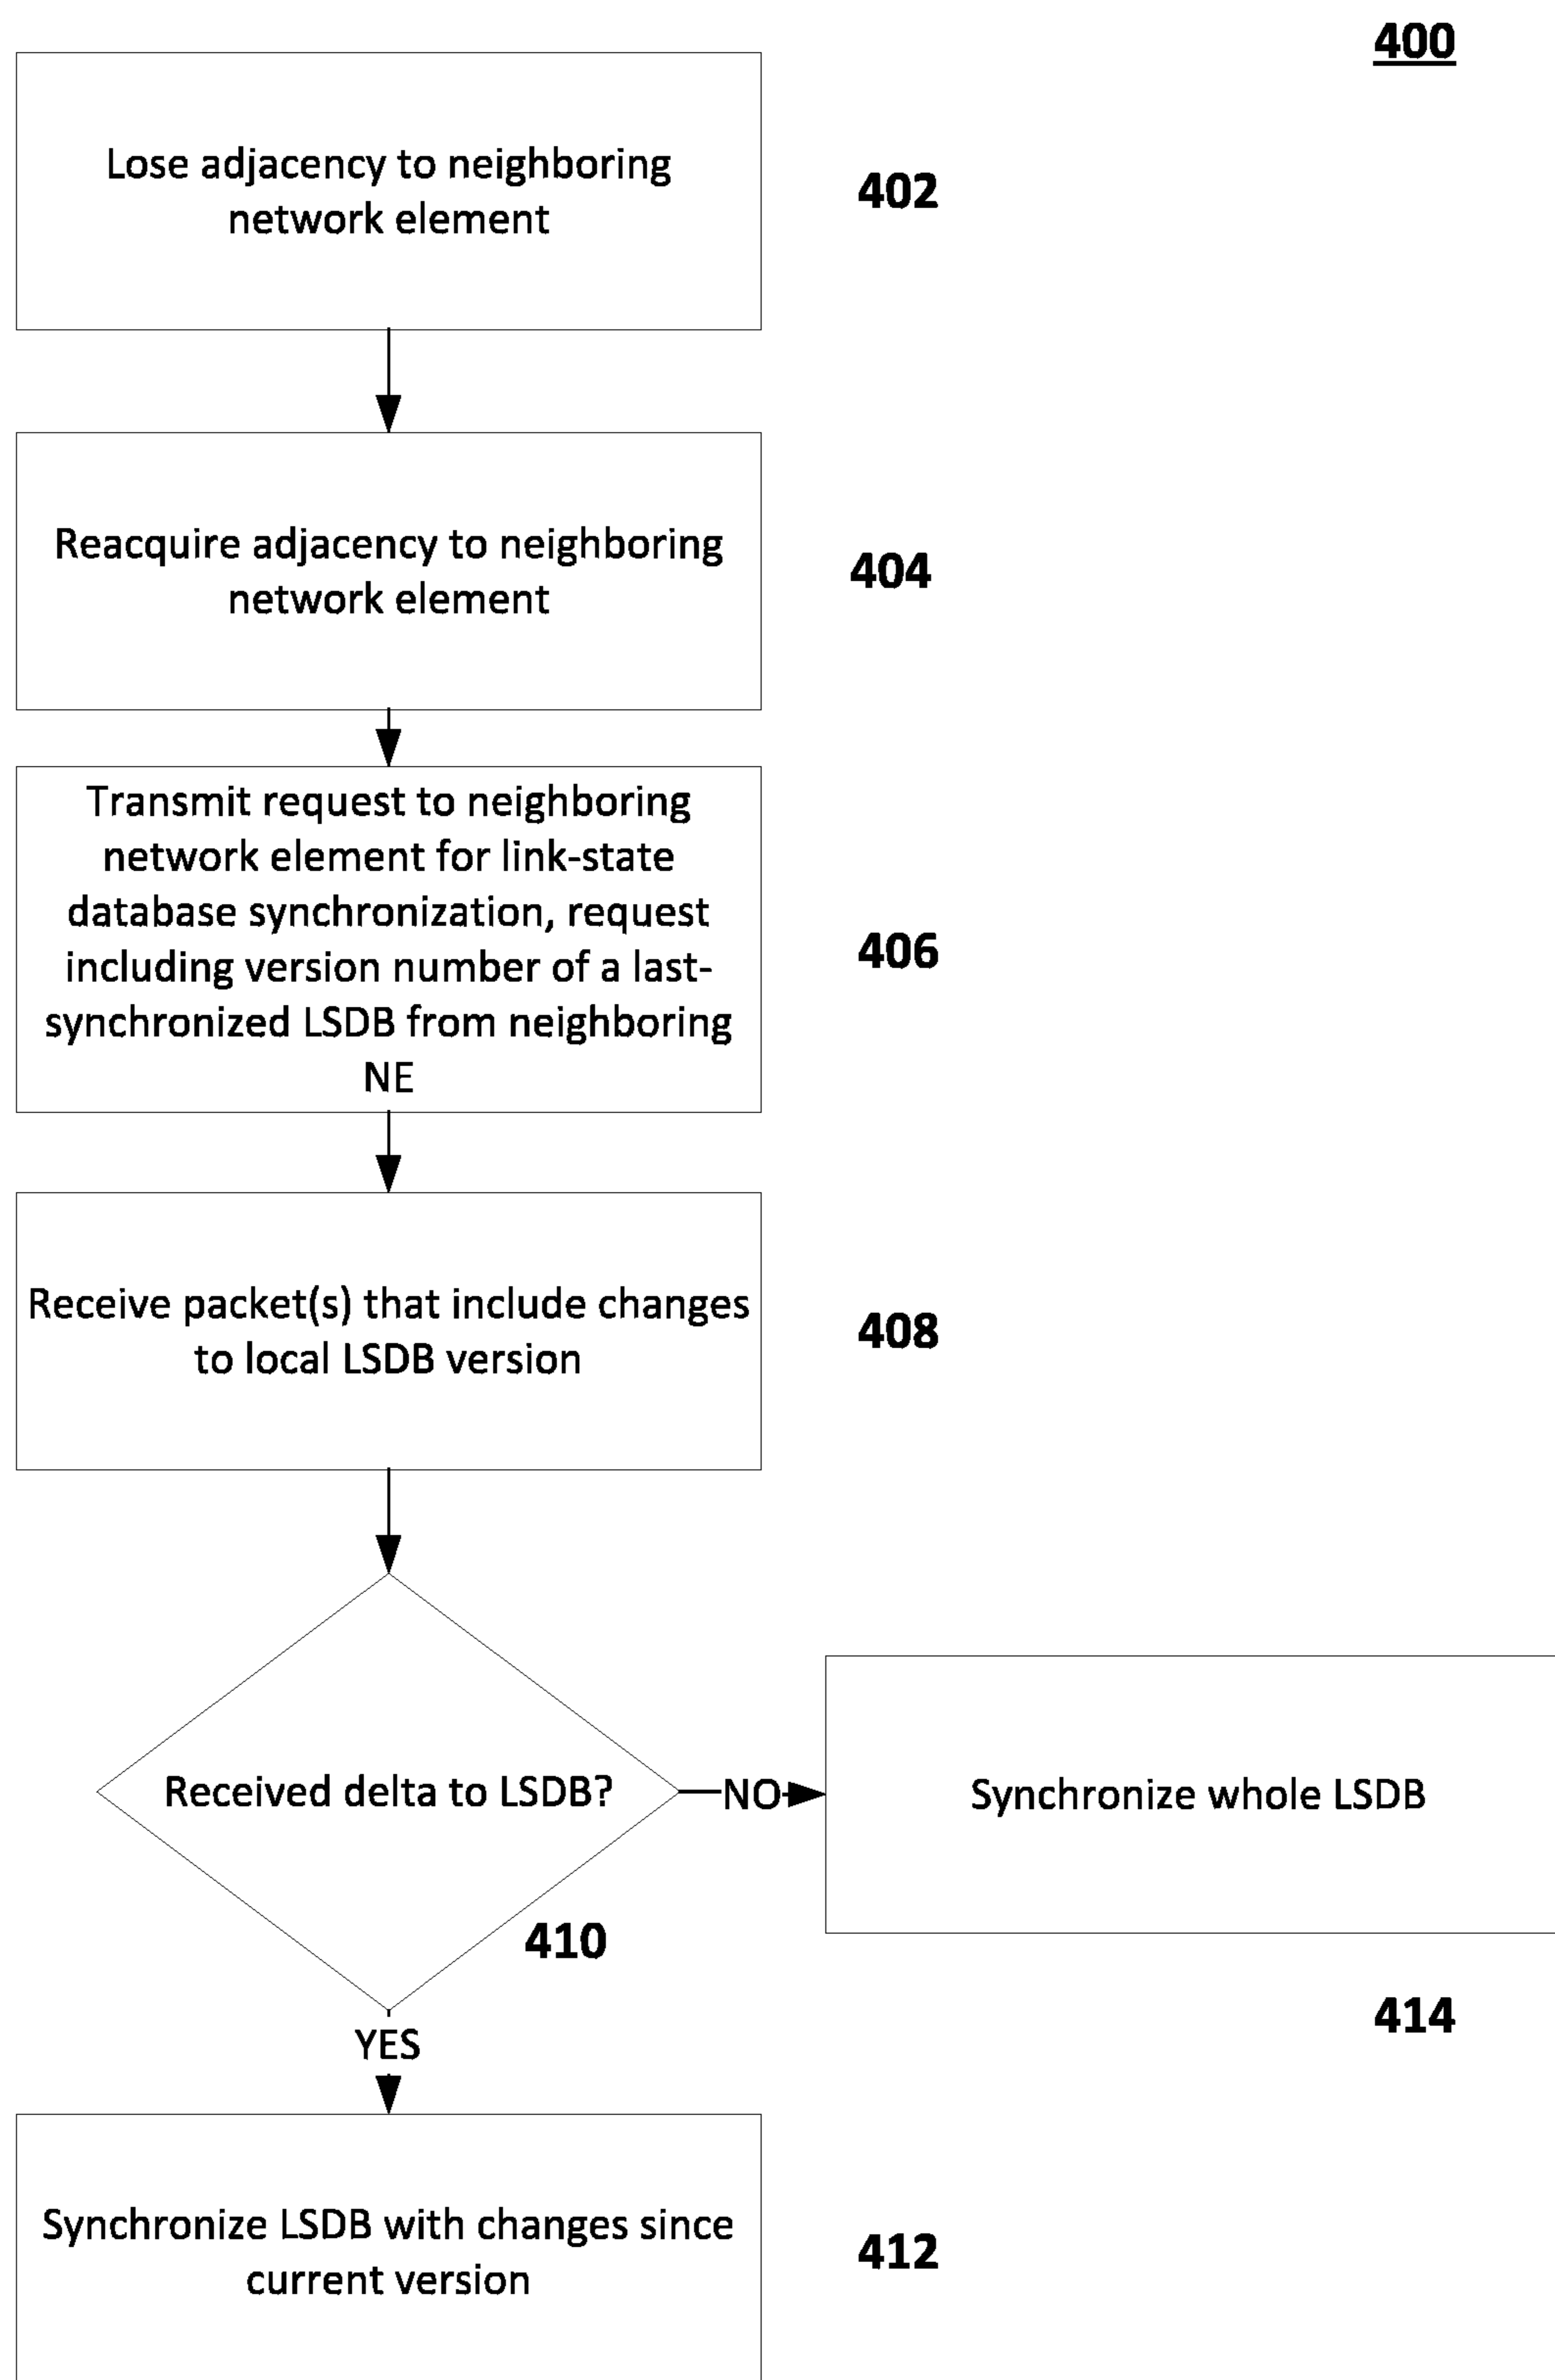 400
Lose adjacency to neighboring
network element
402
Reacquire adjacency to neighboring
network element
404
Transmit request to neighboring
network element for link-state
database synchronization, request
including version number of a last-
synchronized LSDB from neighboring
NE
406
Receive packet(s) that include changes
to local LSDB version
408
Received delta to LSDB?
NO
Synchronize whole LSDB
410
414
YES
Synchronize LSDB with changes since
current version
412